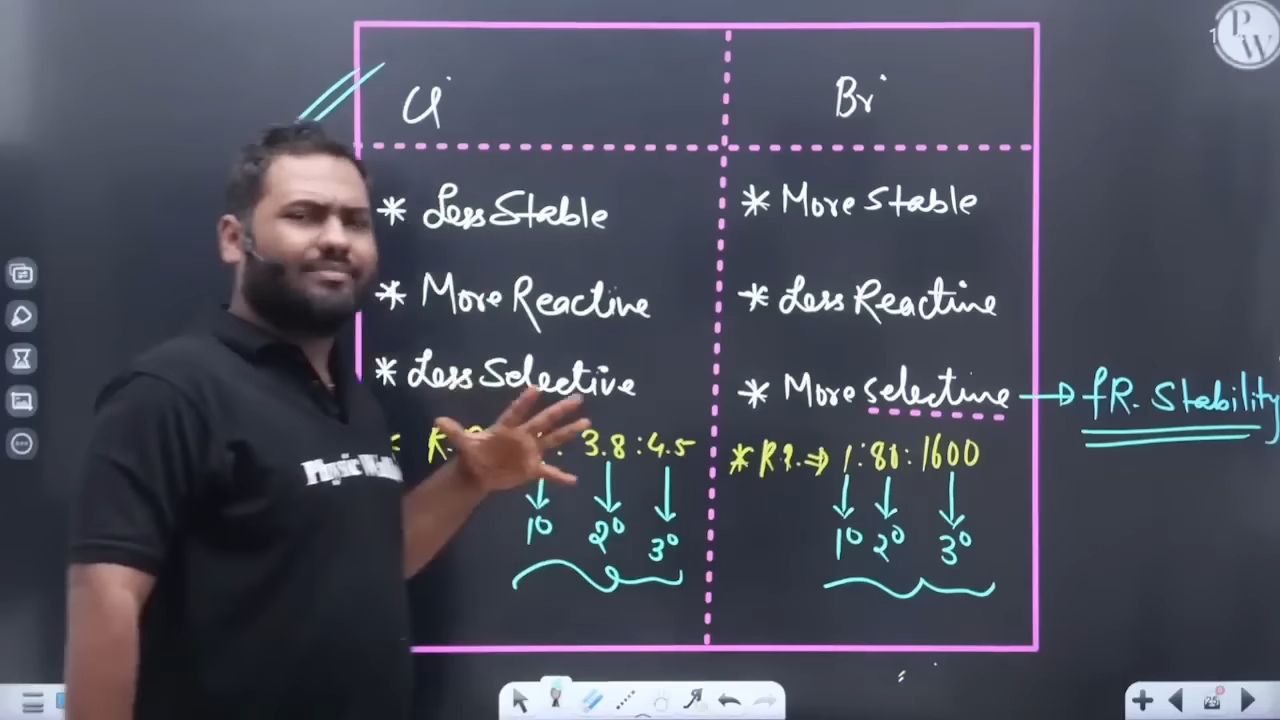 Cl˙
Br˙
* Less Stable
* More Stable
* More Reactive
* Less Reactive
* Less Selective
* More selective → f.R. Stability
3.8 : 4.5
* R.R. ⇒ 1 : 80 : 1600
1° 2° 3°
1° 2° 3°
PW